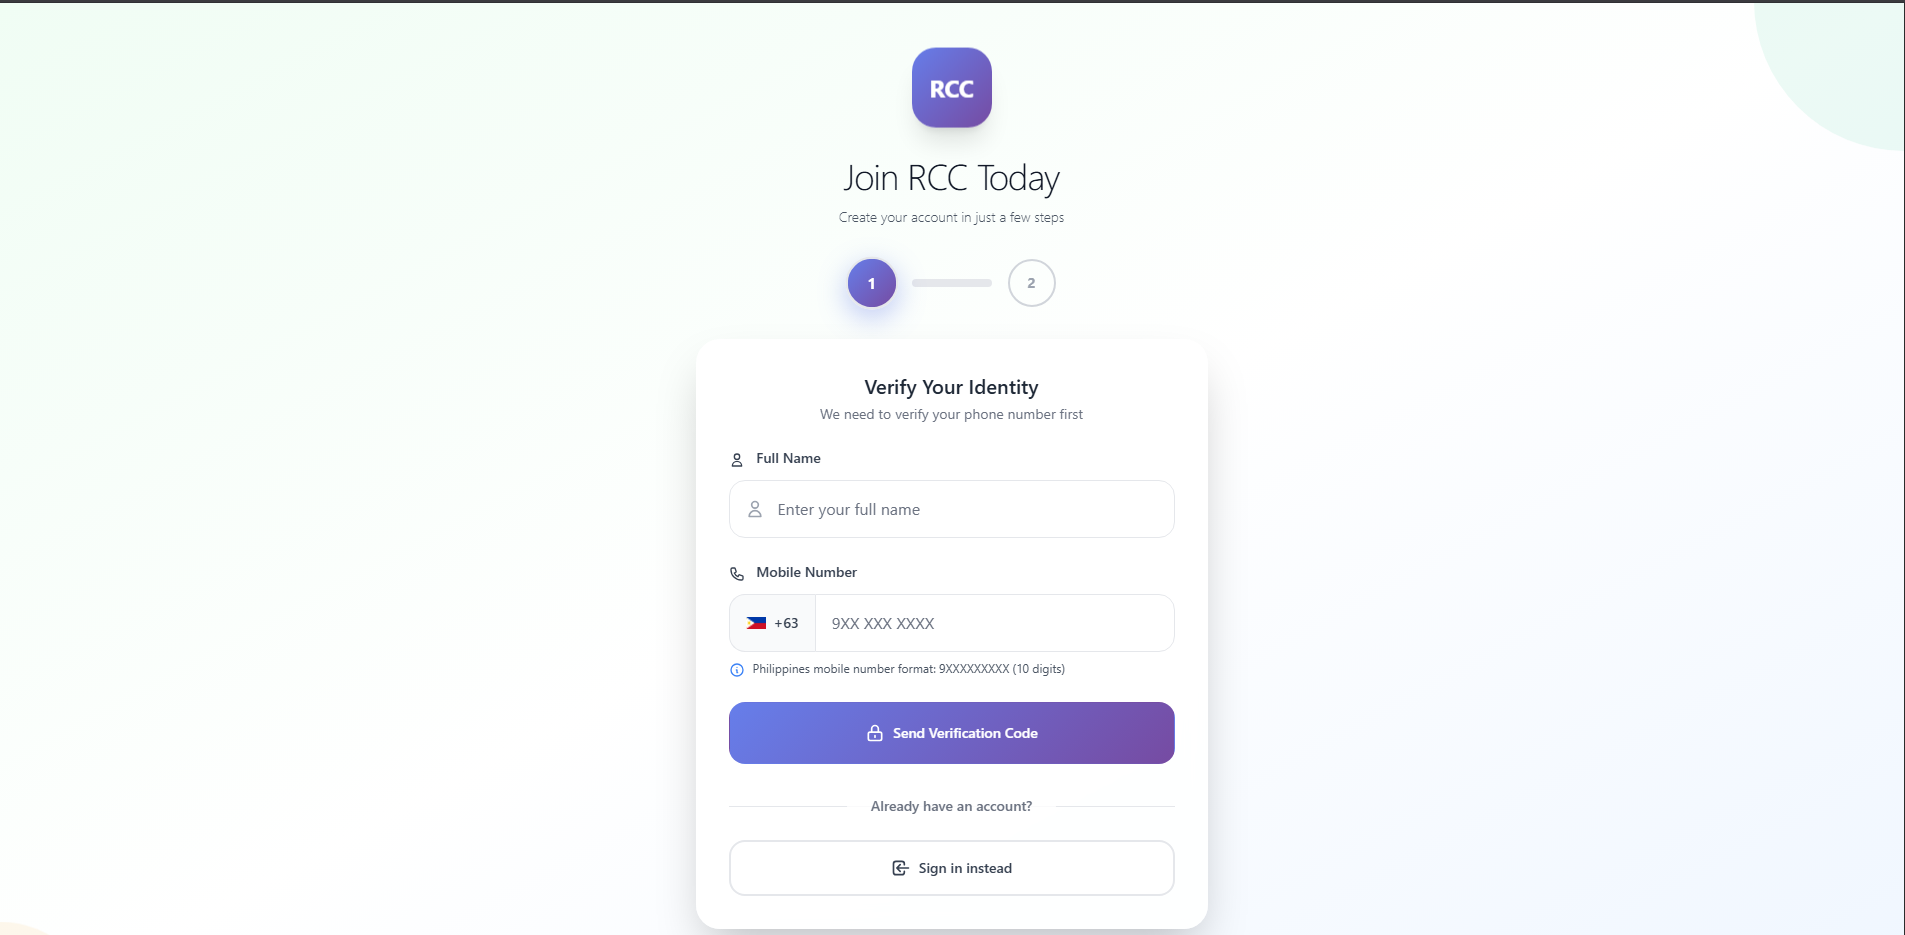 RCC
Join RCC Today
Create your account in just a few steps
1
2
Verify Your Identity
We need to verify your phone number first
Full Name
Enter your full name
Mobile Number
+63
9XX XXX XXXX
Philippines mobile number format: 9XXXXXXXXX (10 digits)
Send Verification Code
Already have an account?
Sign in instead